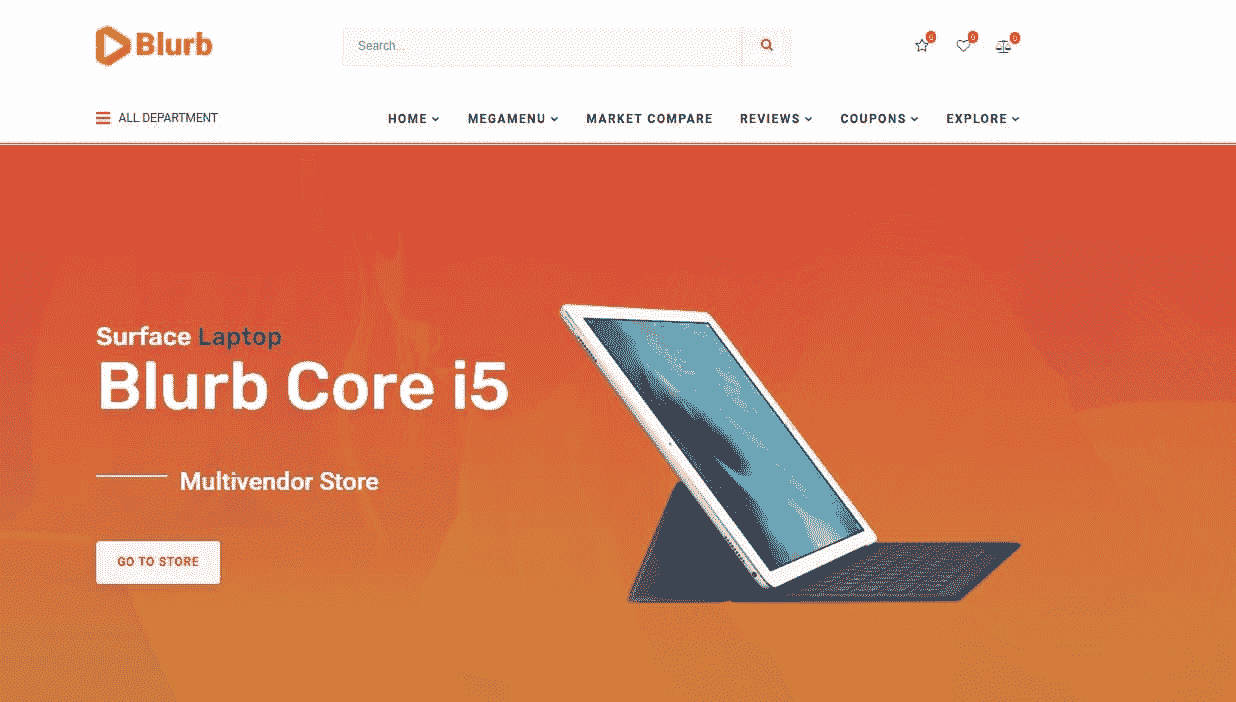 Blurb
Search...
0 0 0
ALL DEPARTMENT
HOME MEGAMENU MARKET COMPARE REVIEWS COUPONS EXPLORE
Surface Laptop
Blurb Core i5
Multivendor Store
GO TO STORE